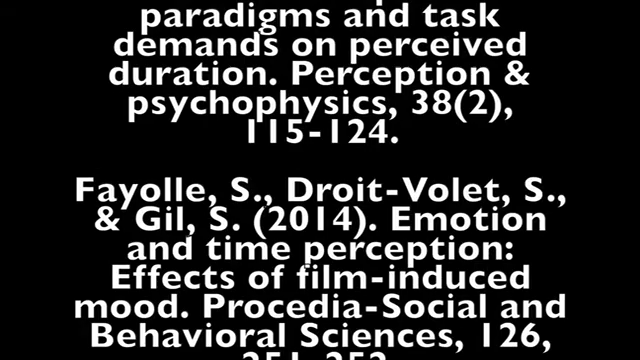 paradigms and task
demands on perceived
duration. Perception &
psychophysics, 38(2),
115-124.
Fayolle, S., Droit-Volet, S.,
& Gil, S. (2014). Emotion
and time perception:
Effects of film-induced
mood. Procedia-Social and
Behavioral Sciences, 126,